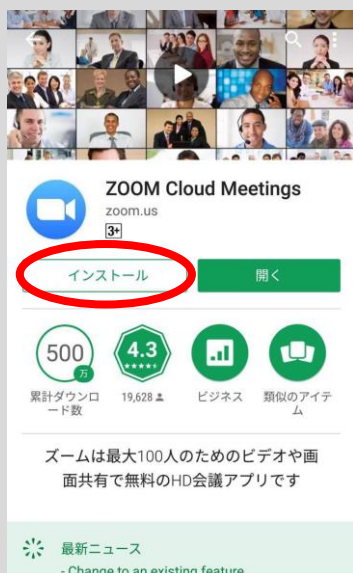 ZOOM Cloud Meetings
zoom.us
3+
インストール
開く
500
万
4.3
累計ダウンロ
ード数
19,628
ビジネス
類似のアイテ
ム
ズームは最大100人のためのビデオや画
面共有で無料のHD会議アプリです
最新ニュース
- Change to an existing feature